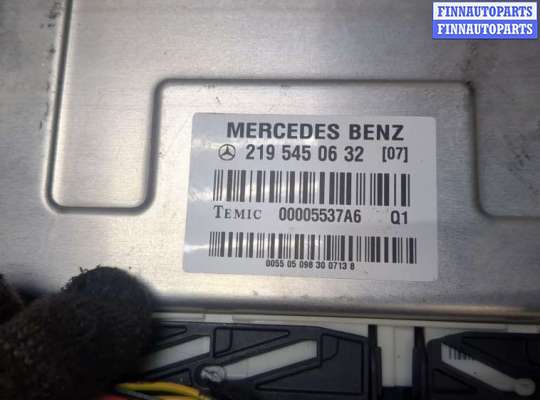 FINNAUTOPARTS
FINNAUTOPARTS
MERCEDES BENZ
219 545 06 32 [07]
TEMIC 00005537A6 Q1
0055 05 098 30 0713 8